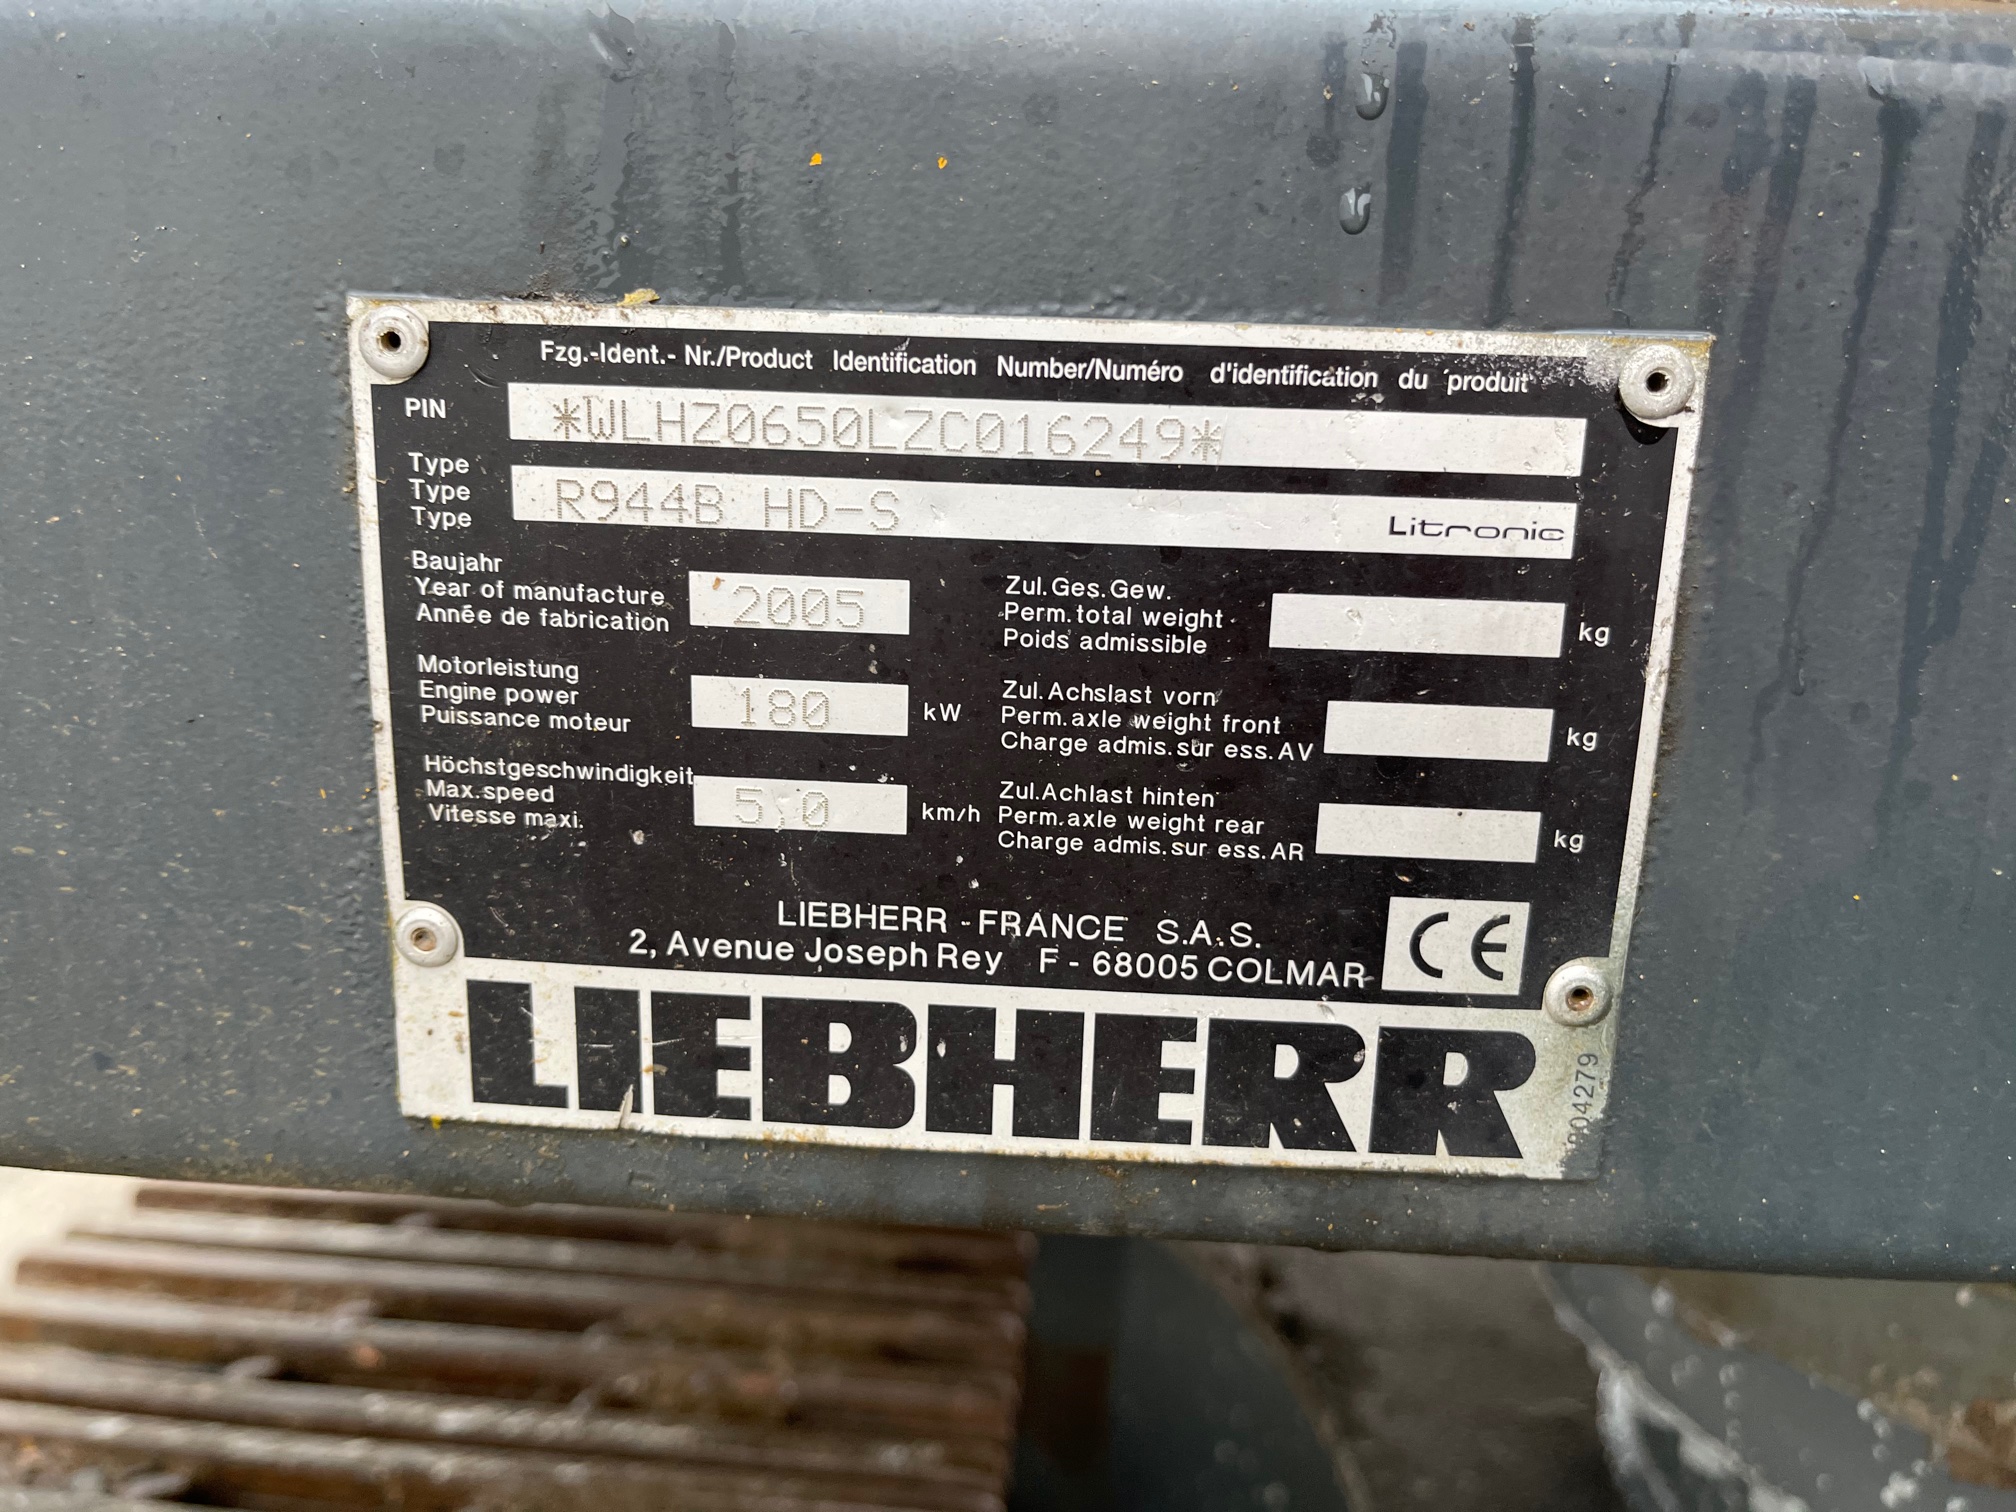 Fzg.-Ident.- Nr./Product Identification Number/Numéro d'identification du produit
PIN *WLHZ0650LZC016249*
Type
Type R944B HD-S Litronic
Type
Baujahr
Year of manufacture 2005
Année de fabrication
Motorleistung
Engine power 180 kW
Puissance moteur
Höchstgeschwindigkeit
Max.speed 5,0 km/h
Vitesse maxi.
Zul.Ges.Gew.
Perm.total weight kg
Poids admissible
Zul.Achslast vorn
Perm.axle weight front kg
Charge admis.sur ess.AV
Zul.Achlast hinten
Perm.axle weight rear kg
Charge admis.sur ess.AR
LIEBHERR-FRANCE S.A.S.
2, Avenue Joseph Rey F-68005 COLMAR
CE
LIEBHERR